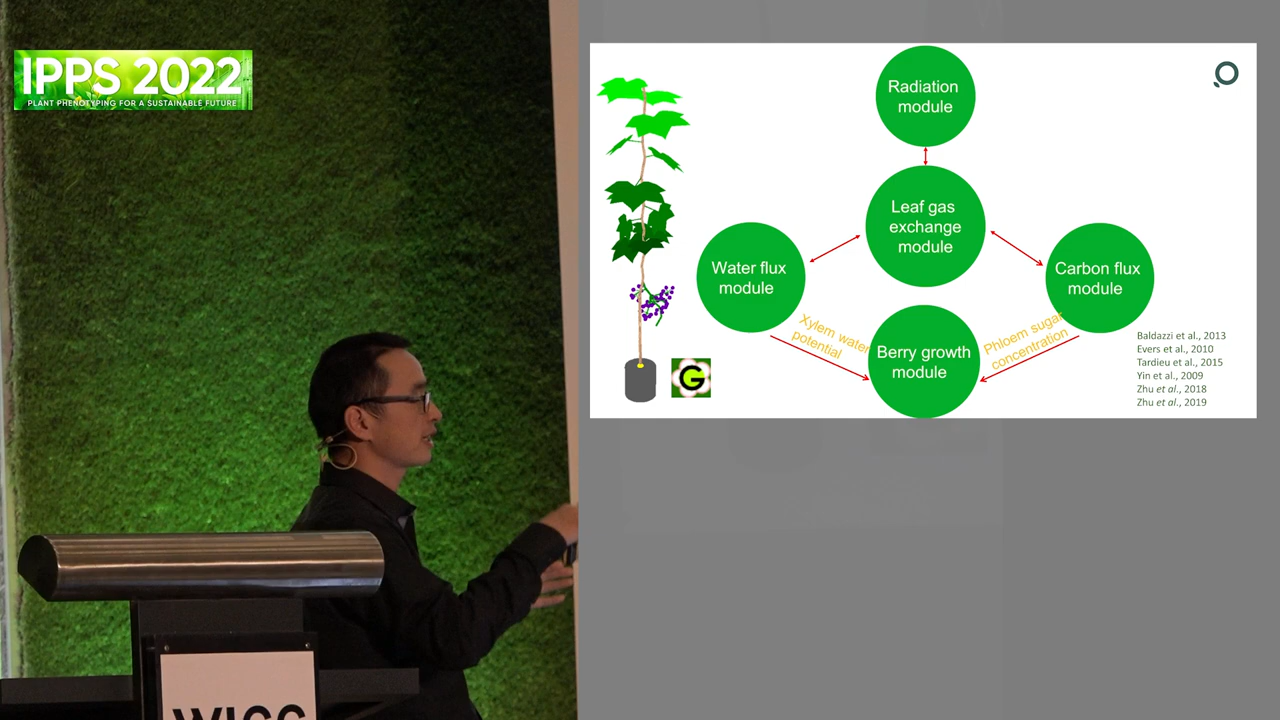 IPPS 2022
PLANT PHENOTYPING FOR A SUSTAINABLE FUTURE
Radiation
module
Leaf gas
exchange
module
Water flux
module
Carbon flux
module
Xylem water
potential
Phloem sugar
concentration
Berry growth
module
G
Baldazzi et al., 2013
Evers et al., 2010
Tardieu et al., 2015
Yin et al., 2009
Zhu et al., 2018
Zhu et al., 2019